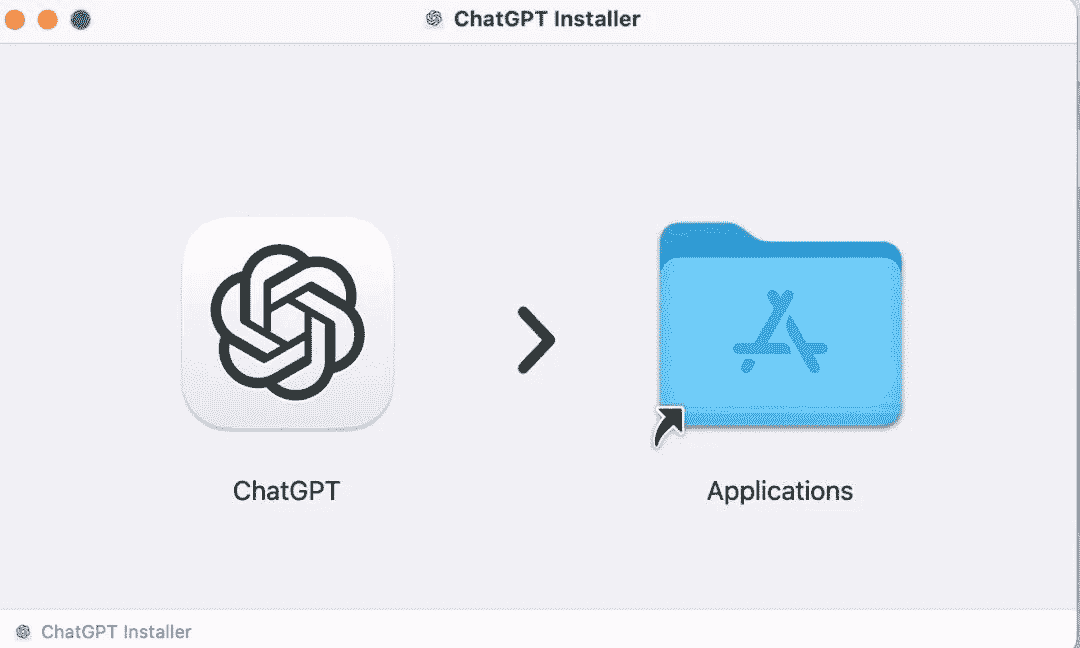 ChatGPT Installer
ChatGPT
Applications
ChatGPT Installer